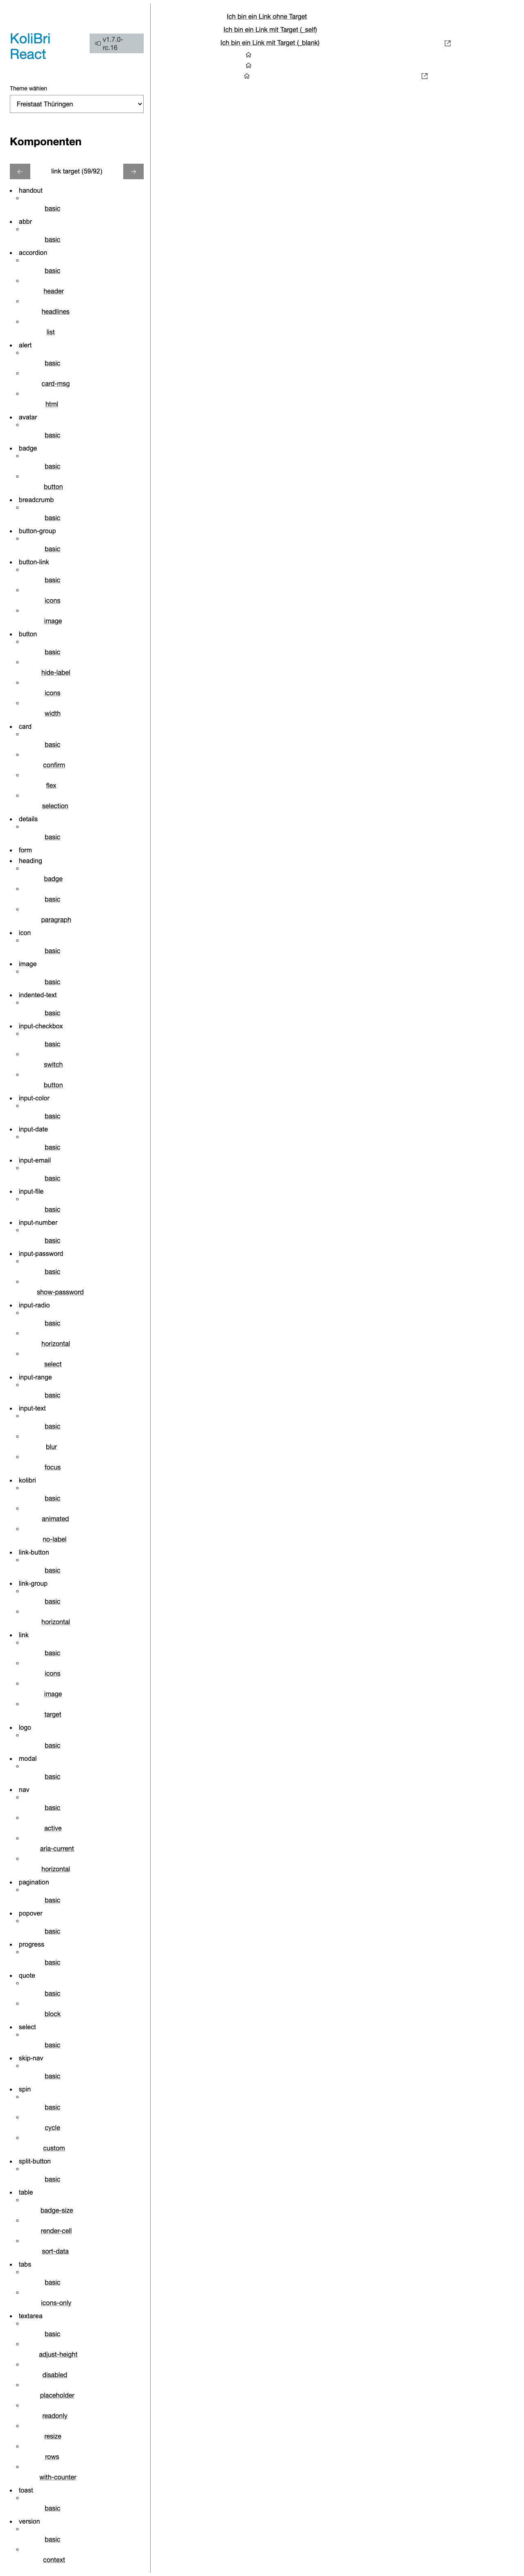 KoliBri
React
v1.7.0-
rc.16
Theme wählen
Freistaat Thüringen
Komponenten
link target (59/92)
handout
basic
abbr
basic
accordion
basic
header
headlines
list
alert
basic
card-msg
html
avatar
basic
badge
basic
button
breadcrumb
basic
button-group
basic
button-link
basic
icons
image
button
basic
hide-label
icons
width
card
basic
confirm
flex
selection
details
basic
form
heading
badge
basic
paragraph
icon
basic
image
basic
indented-text
basic
input-checkbox
basic
switch
button
input-color
basic
input-date
basic
input-email
basic
input-file
basic
input-number
basic
input-password
basic
show-password
input-radio
basic
horizontal
select
input-range
basic
input-text
basic
blur
focus
kolibri
basic
animated
no-label
link-button
basic
link-group
basic
horizontal
link
basic
icons
image
target
logo
basic
modal
basic
nav
basic
active
aria-current
horizontal
pagination
basic
popover
basic
progress
basic
quote
basic
block
select
basic
skip-nav
basic
spin
basic
cycle
custom
split-button
basic
table
badge-size
render-cell
sort-data
tabs
basic
icons-only
textarea
basic
adjust-height
disabled
placeholder
readonly
resize
rows
with-counter
toast
basic
version
basic
context
Ich bin ein Link ohne Target
Ich bin ein Link mit Target (_self)
Ich bin ein Link mit Target (_blank)